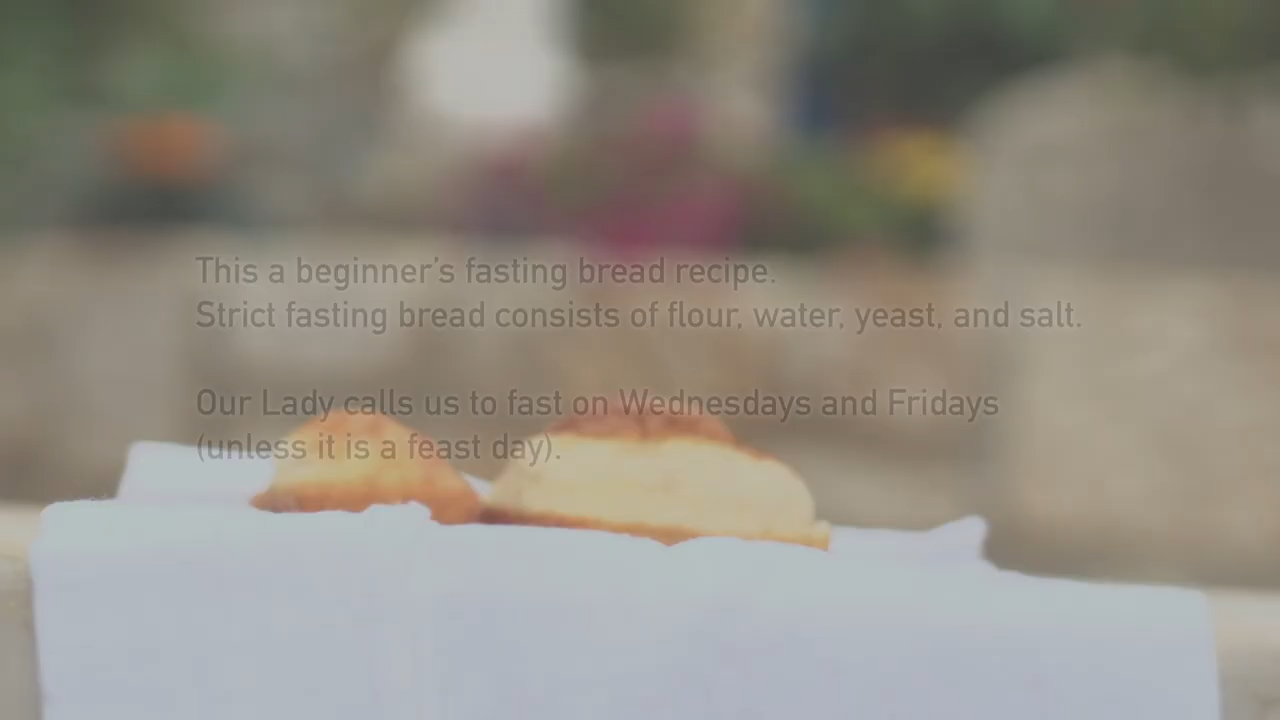 This a beginner’s fasting bread recipe.
Strict fasting bread consists of flour, water, yeast, and salt.
Our Lady calls us to fast on Wednesdays and Fridays
(unless it is a feast day).